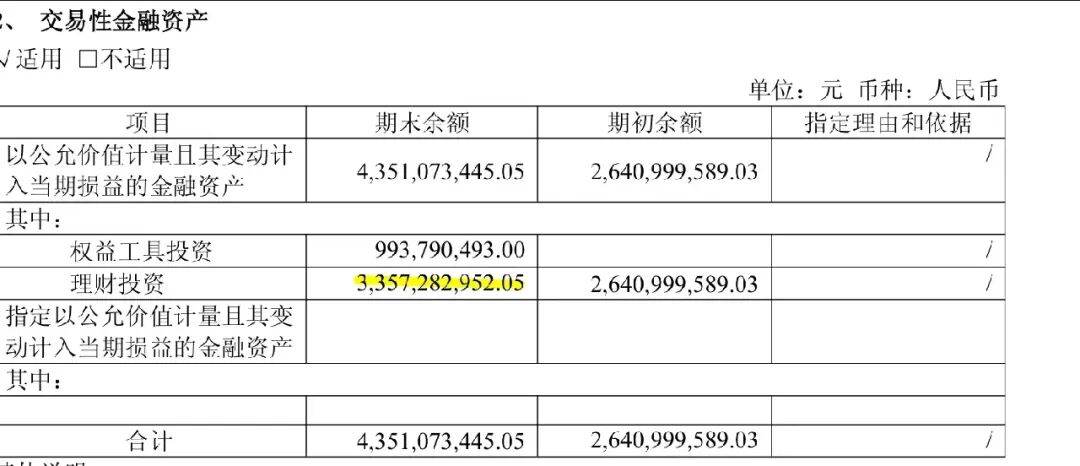 2、 交易性金融资产
√适用 □不适用
单位：元 币种：人民币
项目 期末余额 期初余额 指定理由和依据
以公允价值计量且其变动计入当期损益的金融资产 4,351,073,445.05 2,640,999,589.03 /
其中：
权益工具投资 993,790,493.00 /
理财投资 3,357,282,952.05 2,640,999,589.03 /
指定以公允价值计量且其变动计入当期损益的金融资产
其中：
合计 4,351,073,445.05 2,640,999,589.03 /